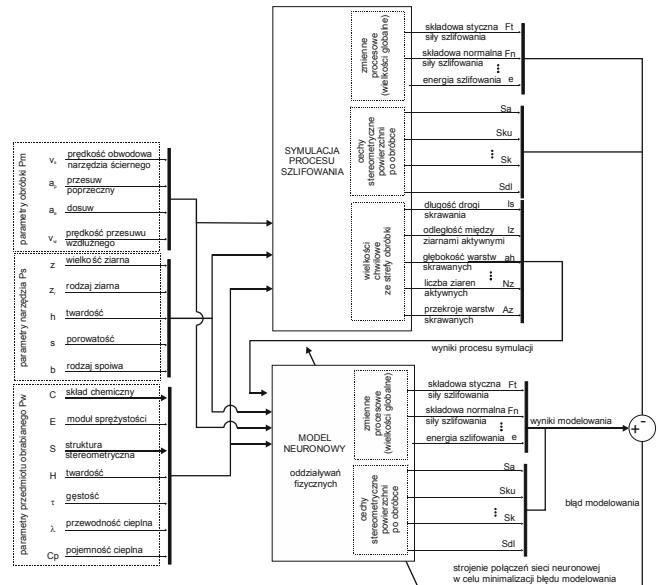 parametry obróbki Pm
vs prędkość obwodowa
narzędzia ściernego
ap przesuw
poprzeczny
ae dosuw
vw prędkość przesuwu
wzdłużnego
parametry narzędzia Ps
z wielkość ziarna
zr rodzaj ziarna
h twardość
s porowatość
b rodzaj spoiwa
parametry przedmiotu obrabianego Pw
C skład chemiczny
E moduł sprężystości
S struktura
stereometryczna
H twardość
τ gęstość
λ przewodność cieplna
Cp pojemność cieplna
SYMULACJA
PROCESU
SZLIFOWANIA
zmienne
procesowe
(wielkości globalne)
składowa styczna Ft
siły szlifowania
składowa normalna Fn
siły szlifowania
...
energia szlifowania e
cechy
stereometryczne
powierzchni
po obróbce
Sa
Sku
... Sk
Sdl
wielkości
chwilowe
ze strefy obróbki
długość drogi ls
skrawania
odległość między lz
ziarnami aktywnymi
głębokość warstw ah
skrawanych ...
liczba ziaren Nz
aktywnych
przekroje warstw Az
skrawanych
wyniki procesu symulacji
MODEL
NEURONOWY
oddziaływań
fizycznych
zmienne
procesowe
(wielkości globalne)
składowa styczna Ft
siły szlifowania
składowa normalna Fn
siły szlifowania
...
energia szlifowania e
cechy
stereometryczne
powierzchni
po obróbce
Sa
Sku
... Sk
Sdl
wyniki modelowania
+ -
błąd modelowania
strojenie połączeń sieci neuronowej
w celu minimalizacji błędu modelowania